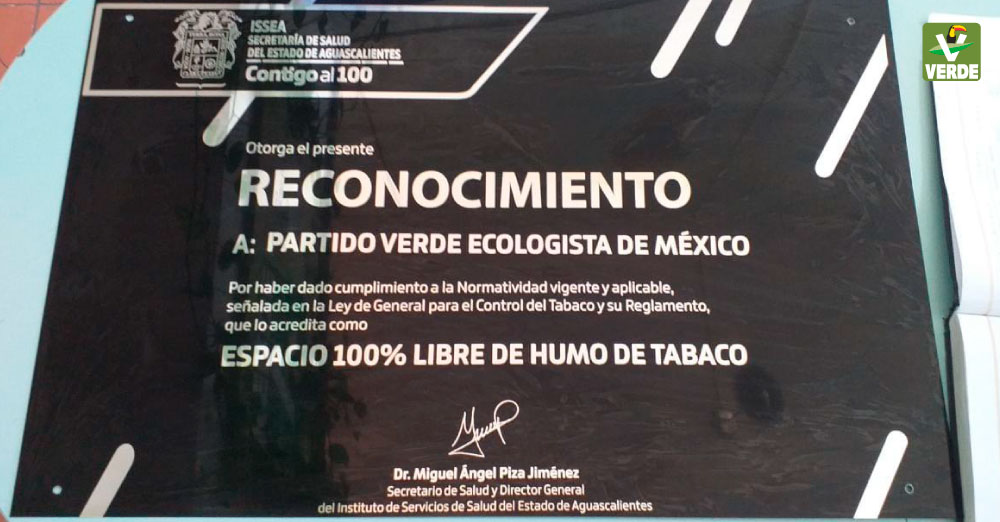 ISSEA
SECRETARÍA DE SALUD
DEL ESTADO DE AGUASCALIENTES
Contigo al 100
VERDE
Otorga el presente
RECONOCIMIENTO
A: PARTIDO VERDE ECOLOGISTA DE MÉXICO
Por haber dado cumplimiento a la Normatividad vigente y aplicable,
señalada en la Ley de General para el Control del Tabaco y su Reglamento,
que lo acredita como
ESPACIO 100% LIBRE DE HUMO DE TABACO
Dr. Miguel Ángel Piza Jiménez
Secretario de Salud y Director General
del Instituto de Servicios de Salud del Estado de Aguascalientes